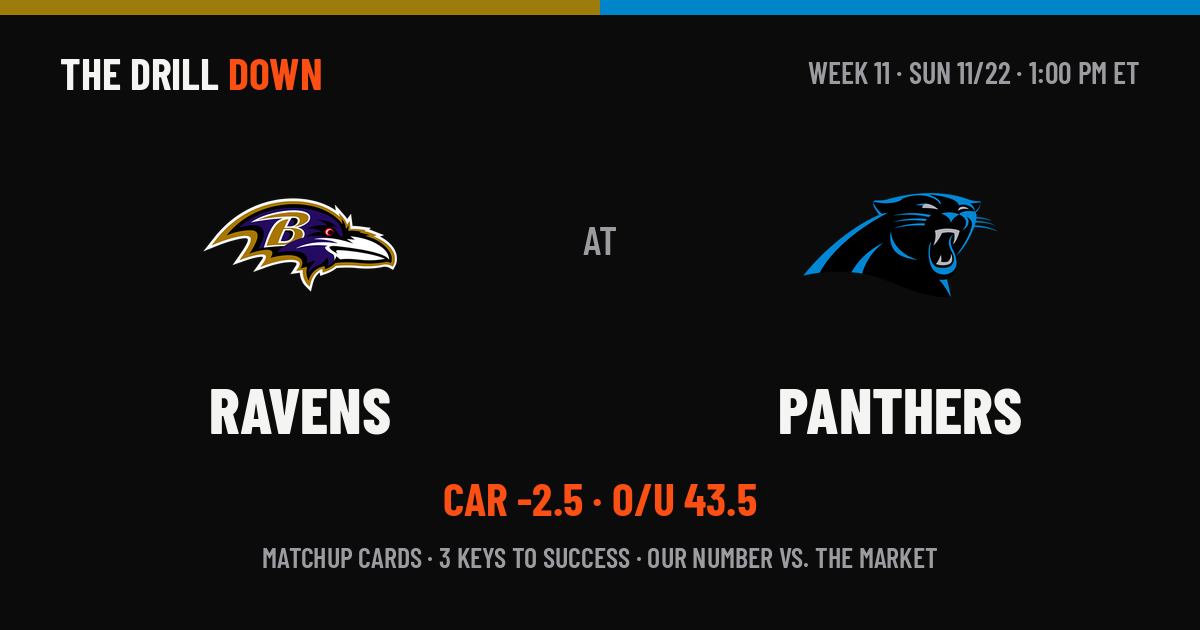 THE DRILL DOWN
WEEK 11 · SUN 11/22 · 1:00 PM ET
B
AT
RAVENS
PANTHERS
CAR -2.5 · O/U 43.5
MATCHUP CARDS · 3 KEYS TO SUCCESS · OUR NUMBER VS. THE MARKET